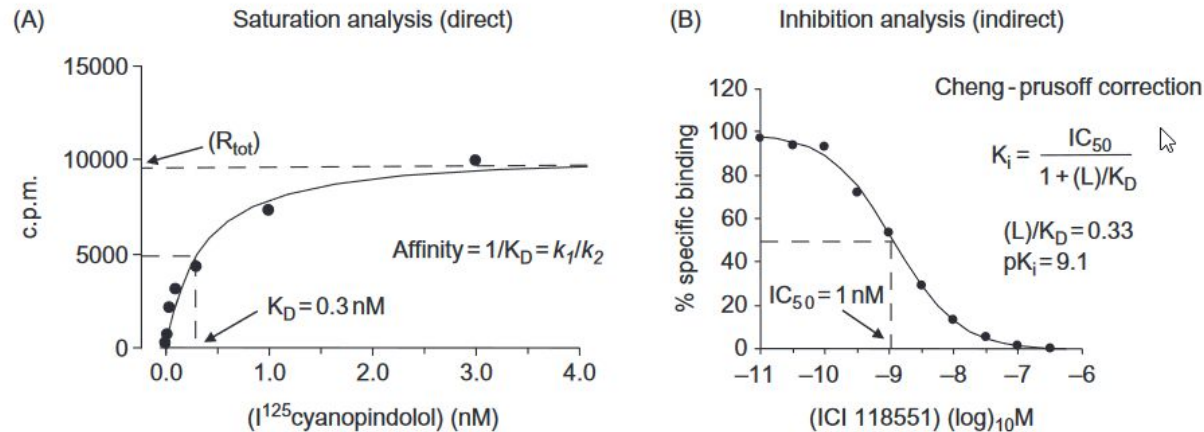 (A) Saturation analysis (direct)
15000
10000
5000
0
c.p.m.
(R_tot)
Affinity = 1/K_D = k_1/k_2
K_D = 0.3 nM
0.0 1.0 2.0 3.0 4.0
(I¹²⁵cyanopindolol) (nM)
(B) Inhibition analysis (indirect)
Cheng-prusoff correction
120
100
80
60
40
20
0
% specific binding
K_i = IC_50 / 1 + (L)/K_D
(L)/K_D = 0.33
pK_i = 9.1
IC_50 = 1 nM
–11 –10 –9 –8 –7 –6
(ICI 118551) (log)_10M